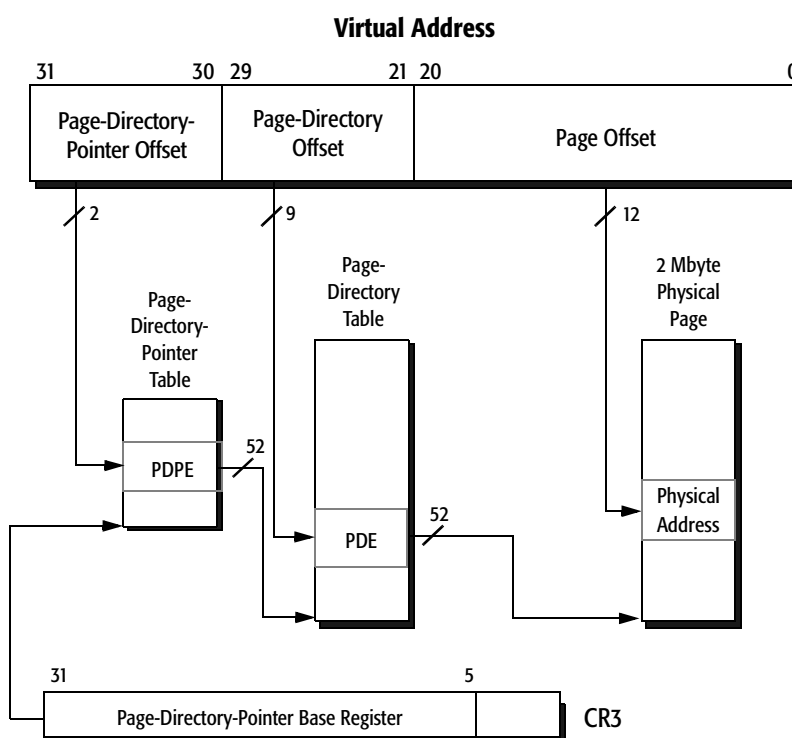 Virtual Address
31 30 29 21 20 0
Page-Directory-
Pointer Offset
Page-Directory
Offset
Page Offset
2
9
12
Page-
Directory-
Pointer
Table
Page-
Directory
Table
2 Mbyte
Physical
Page
PDPE
52
PDE
52
Physical
Address
31 5
Page-Directory-Pointer Base Register
CR3